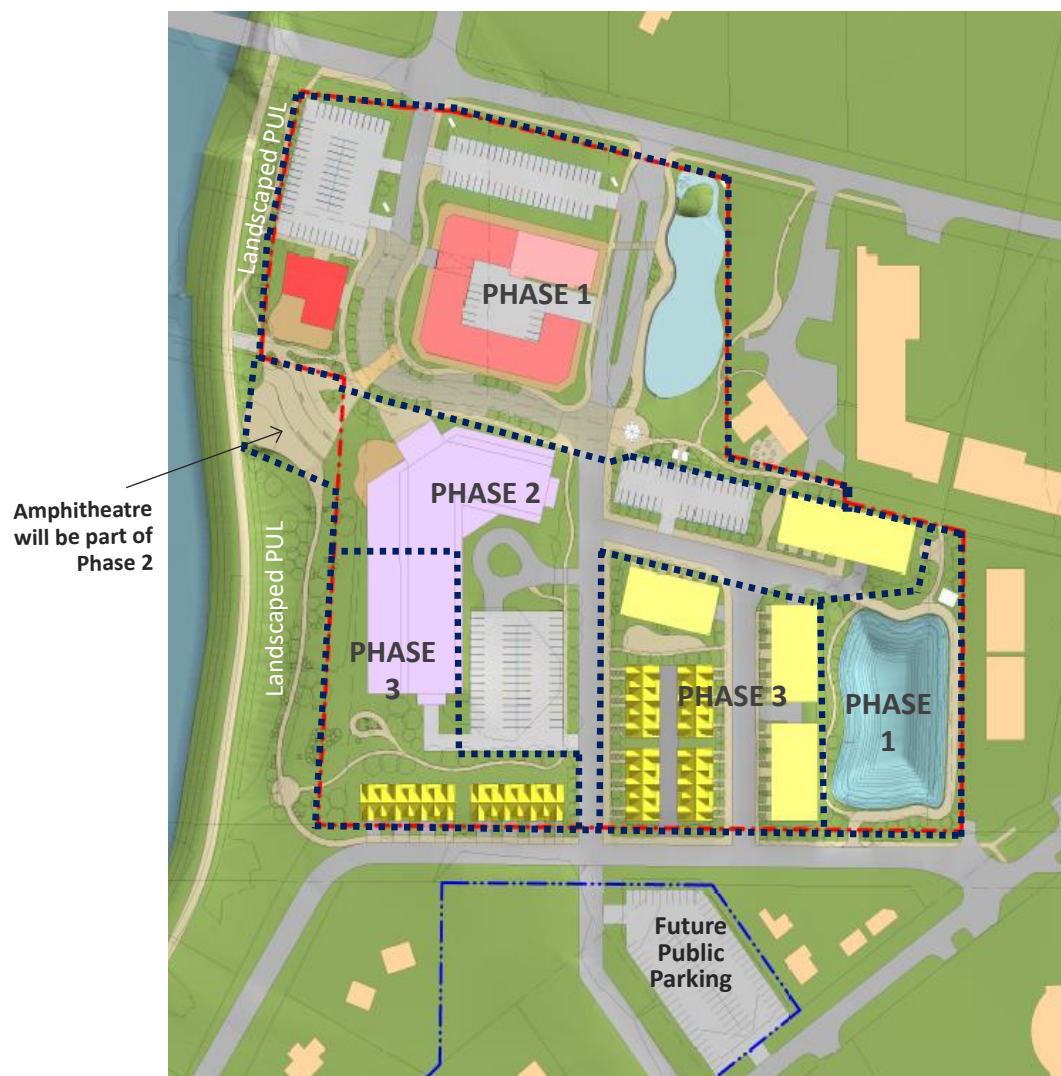 Landscaped PUL
PHASE 1
PHASE 2
Amphitheatre
will be part of
Phase 2
Landscaped PUL
PHASE
3
PHASE 3
PHASE
1
Future
Public
Parking